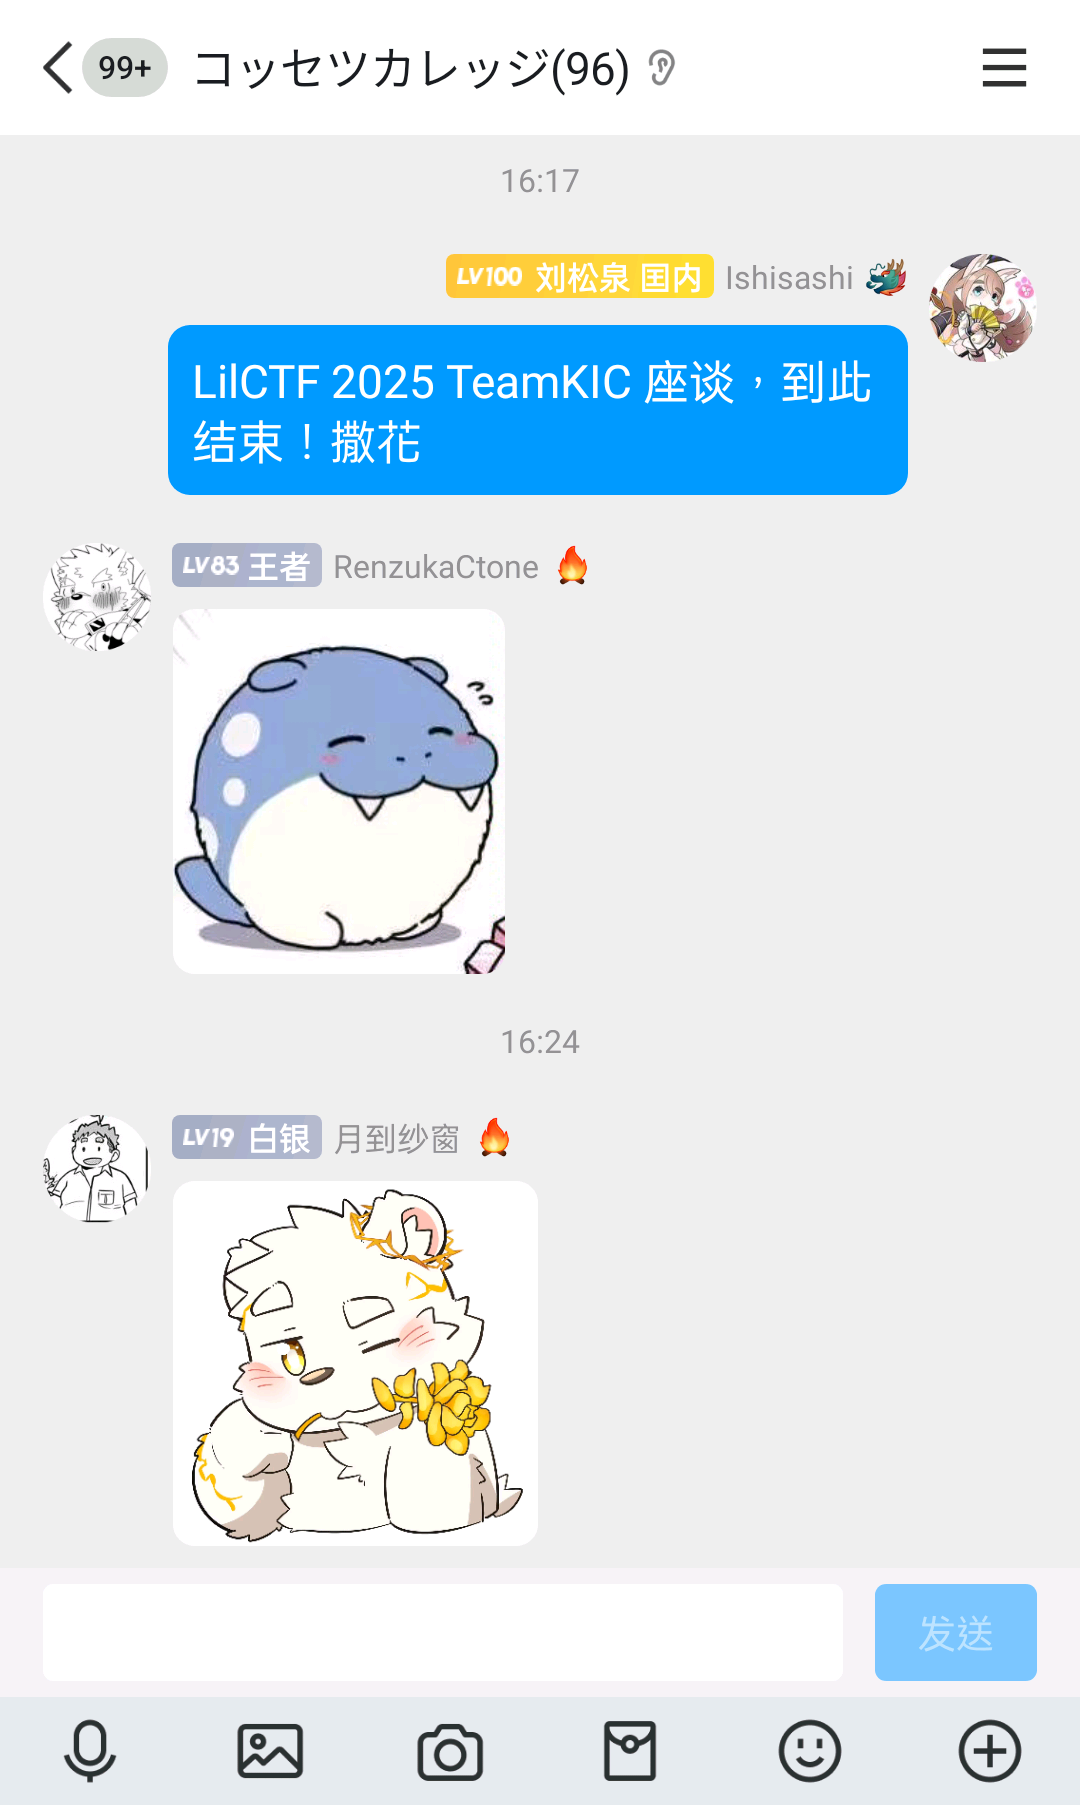 99+ コッセツカレッジ(96)
16:17
LV100 刘松泉 国内 Ishisashi
LilCTF 2025 TeamKIC 座谈，到此
结束！撒花
LV83 王者 RenzukaCtone
16:24
LV19 白银 月到纱窗
发送